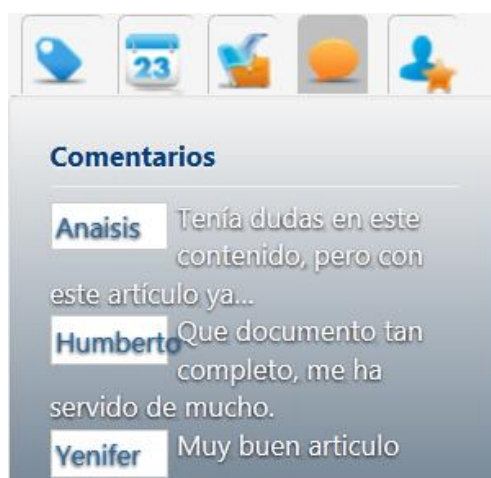 23
Comentarios
Anaisis Tenía dudas en este
contenido, pero con
este artículo ya...
Humberto Que documento tan
completo, me ha
servido de mucho.
Yenifer Muy buen articulo